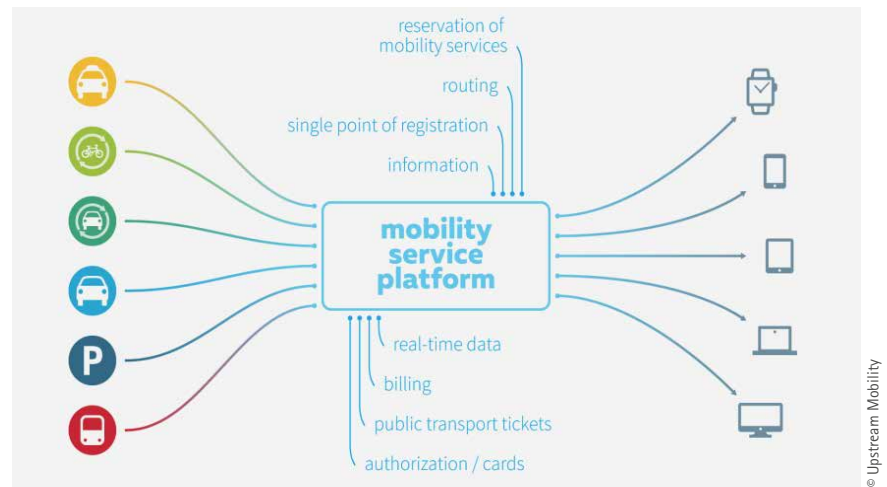 reservation of
mobility services
routing
single point of registration
information
mobility
service
platform
P
real-time data
billing
public transport tickets
authorization / cards
© Upstream Mobility